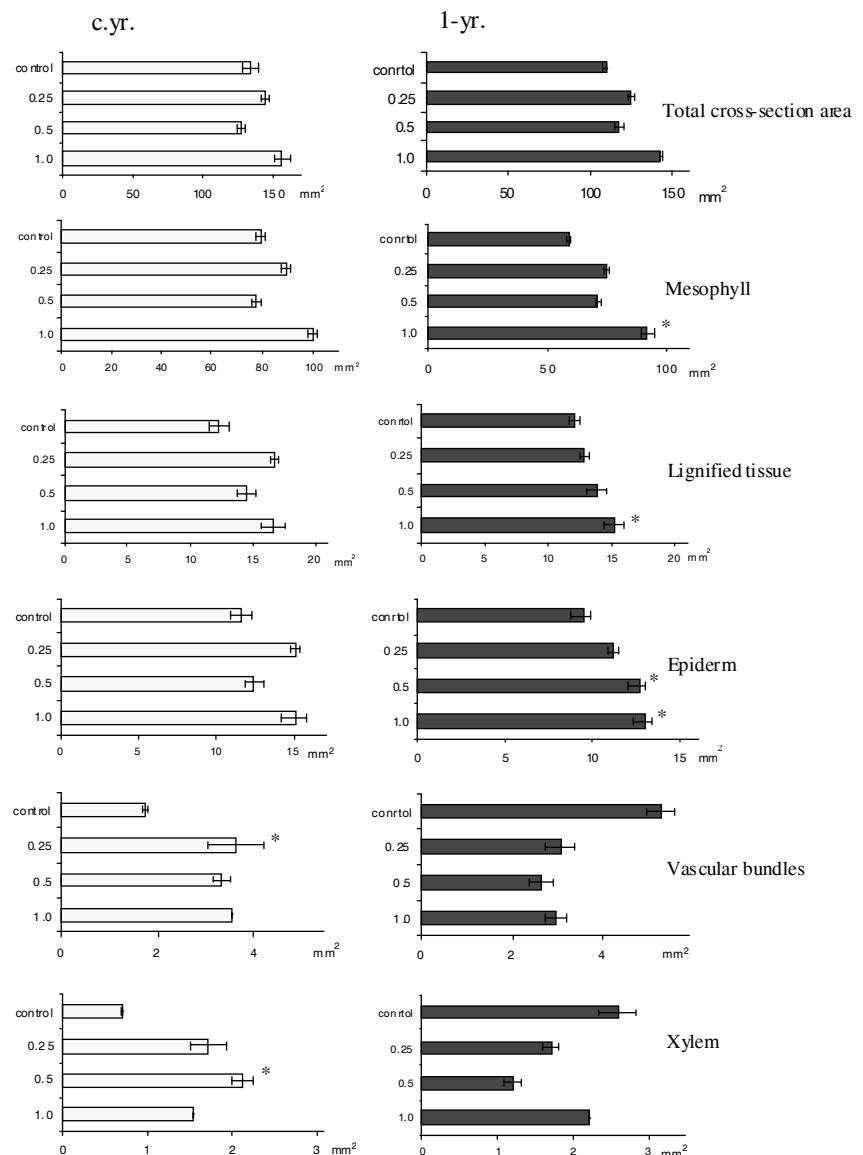 c.yr.
1-yr.
control
0.25
0.5
1.0
0 50 100 150 mm2
conrtol
0.25
0.5
1.0
0 50 100 150 mm2
Total cross-section area
control
0.25
0.5
1.0
0 20 40 60 80 100 mm2
conrtol
0.25
0.5
1.0 *
0 50 100 mm2
Mesophyll
control
0.25
0.5
1.0
0 5 10 15 20 mm2
conrtol
0.25
0.5
1.0 *
0 5 10 15 20 mm2
Lignified tissue
control
0.25
0.5
1.0
0 5 10 15 mm2
conrtol
0.25
0.5 *
1.0 *
0 5 10 15 mm2
Epiderm
control
0.25 *
0.5
1.0
0 2 4 mm2
conrtol
0.25
0.5
1.0
0 2 4 mm2
Vascular bundles
control
0.25
0.5 *
1.0
0 1 2 3 mm2
conrtol
0.25
0.5
1.0
0 1 2 3 mm2
Xylem